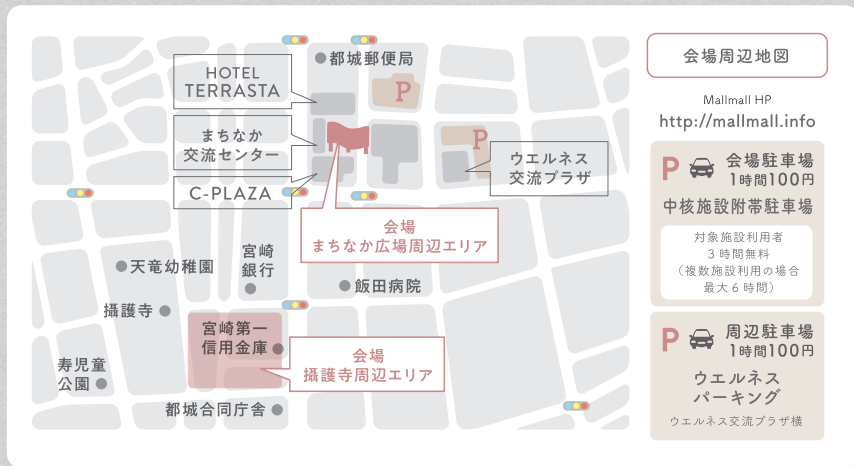 会場周辺地図
Mallmall HP
http://mallmall.info
P
会場駐車場
1時間100円
中核施設附帯駐車場
対象施設利用者
3時間無料
(複数施設利用の場合
最大6時間)
P
周辺駐車場
1時間100円
ウエルネス
パーキング
ウエルネス交流プラザ横
都城郵便局
HOTEL
TERRASTA
P
まちなか
交流センター
P
ウエルネス
交流プラザ
C-PLAZA
会場
まちなか広場周辺エリア
宮崎
銀行
天竜幼稚園
飯田病院
攝護寺
宮崎第一
信用金庫
会場
攝護寺周辺エリア
寿児童
公園
都城合同庁舎